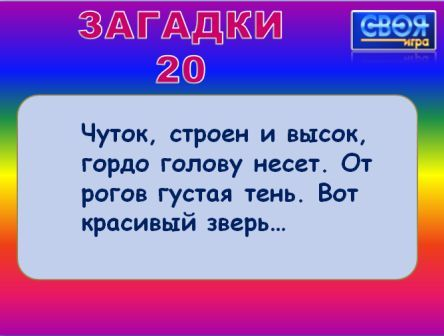 ЗАГАДКИ
20
СВОЯ
игра
Чуток, строен и высок,
гордо голову несет. От
рогов густая тень. Вот
красивый зверь…